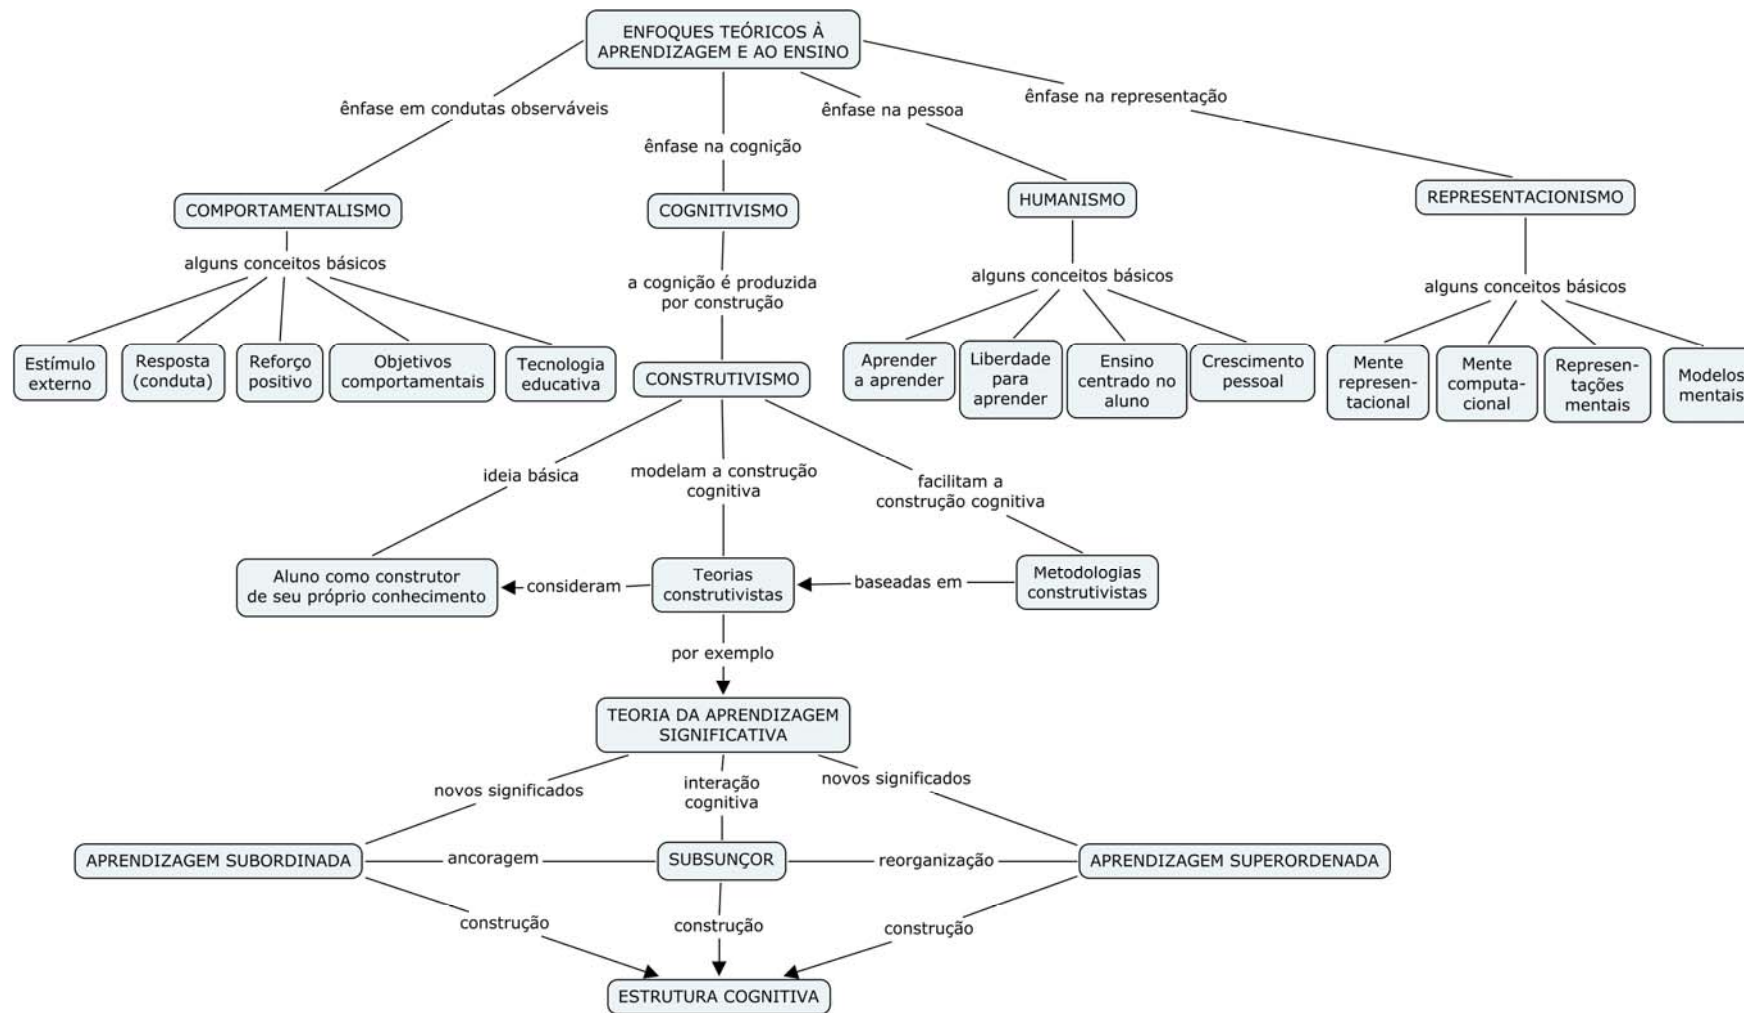 ENFOQUES TEÓRICOS À
APRENDIZAGEM E AO ENSINO
ênfase em condutas observáveis
ênfase na cognição
ênfase na pessoa
ênfase na representação
COMPORTAMENTALISMO
COGNITIVISMO
HUMANISMO
REPRESENTACIONISMO
alguns conceitos básicos
a cognição é produzida
por construção
alguns conceitos básicos
alguns conceitos básicos
Estímulo
externo
Resposta
(conduta)
Reforço
positivo
Objetivos
comportamentais
Tecnologia
educativa
CONSTRUTIVISMO
Aprender
a aprender
Liberdade
para
aprender
Ensino
centrado no
aluno
Crescimento
pessoal
Mente
represen-
tacional
Mente
computa-
cional
Represen-
tações
mentais
Modelos
mentais
ideia básica
modelam a construção
cognitiva
facilitam a
construção cognitiva
Aluno como construtor
de seu próprio conhecimento
consideram
Teorias
construtivistas
baseadas em
Metodologias
construtivistas
por exemplo
TEORIA DA APRENDIZAGEM
SIGNIFICATIVA
novos significados
interação
cognitiva
novos significados
APRENDIZAGEM SUBORDINADA
ancoragem
SUBSUNÇOR
reorganização
APRENDIZAGEM SUPERORDENADA
construção
construção
construção
ESTRUTURA COGNITIVA